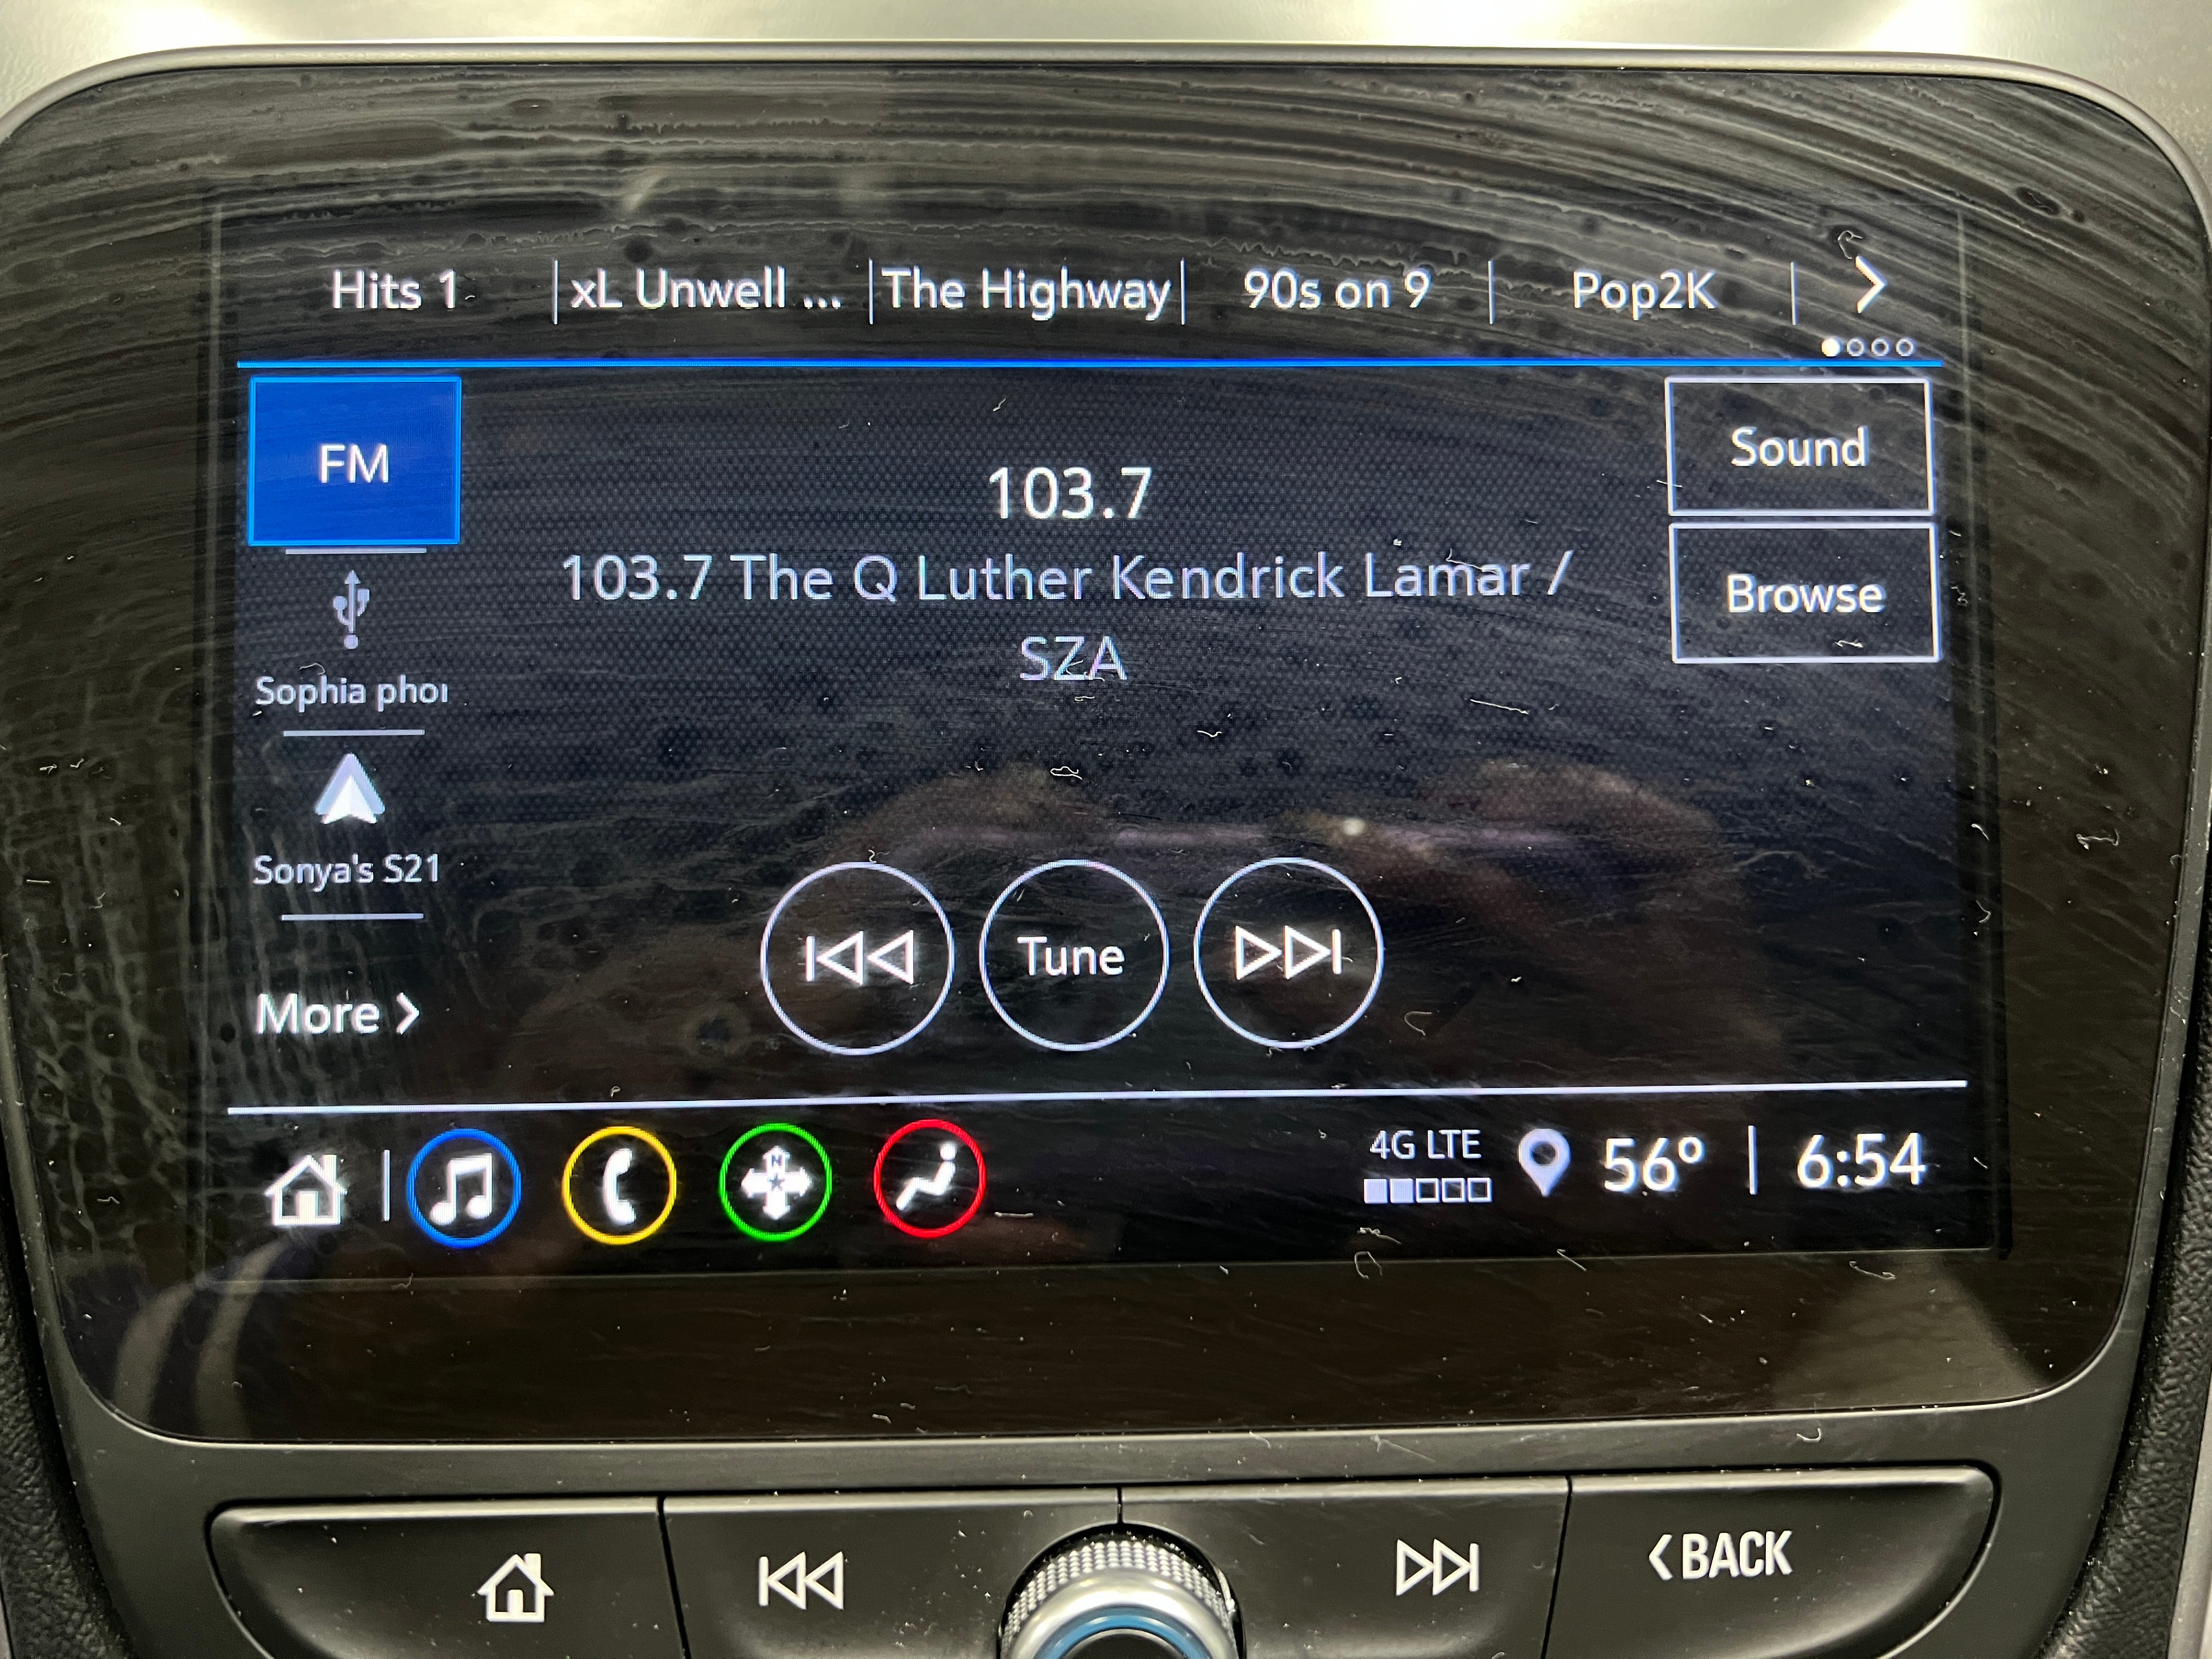 Hits 1
xL Unwell ...
The Highway
90s on 9
Pop2K
FM
Sound
103.7
103.7 The Q Luther Kendrick Lamar /
SZA
Browse
Sophia phon
Sonya's S21
Tune
More
4G LTE
56°
6:54
N
BACK